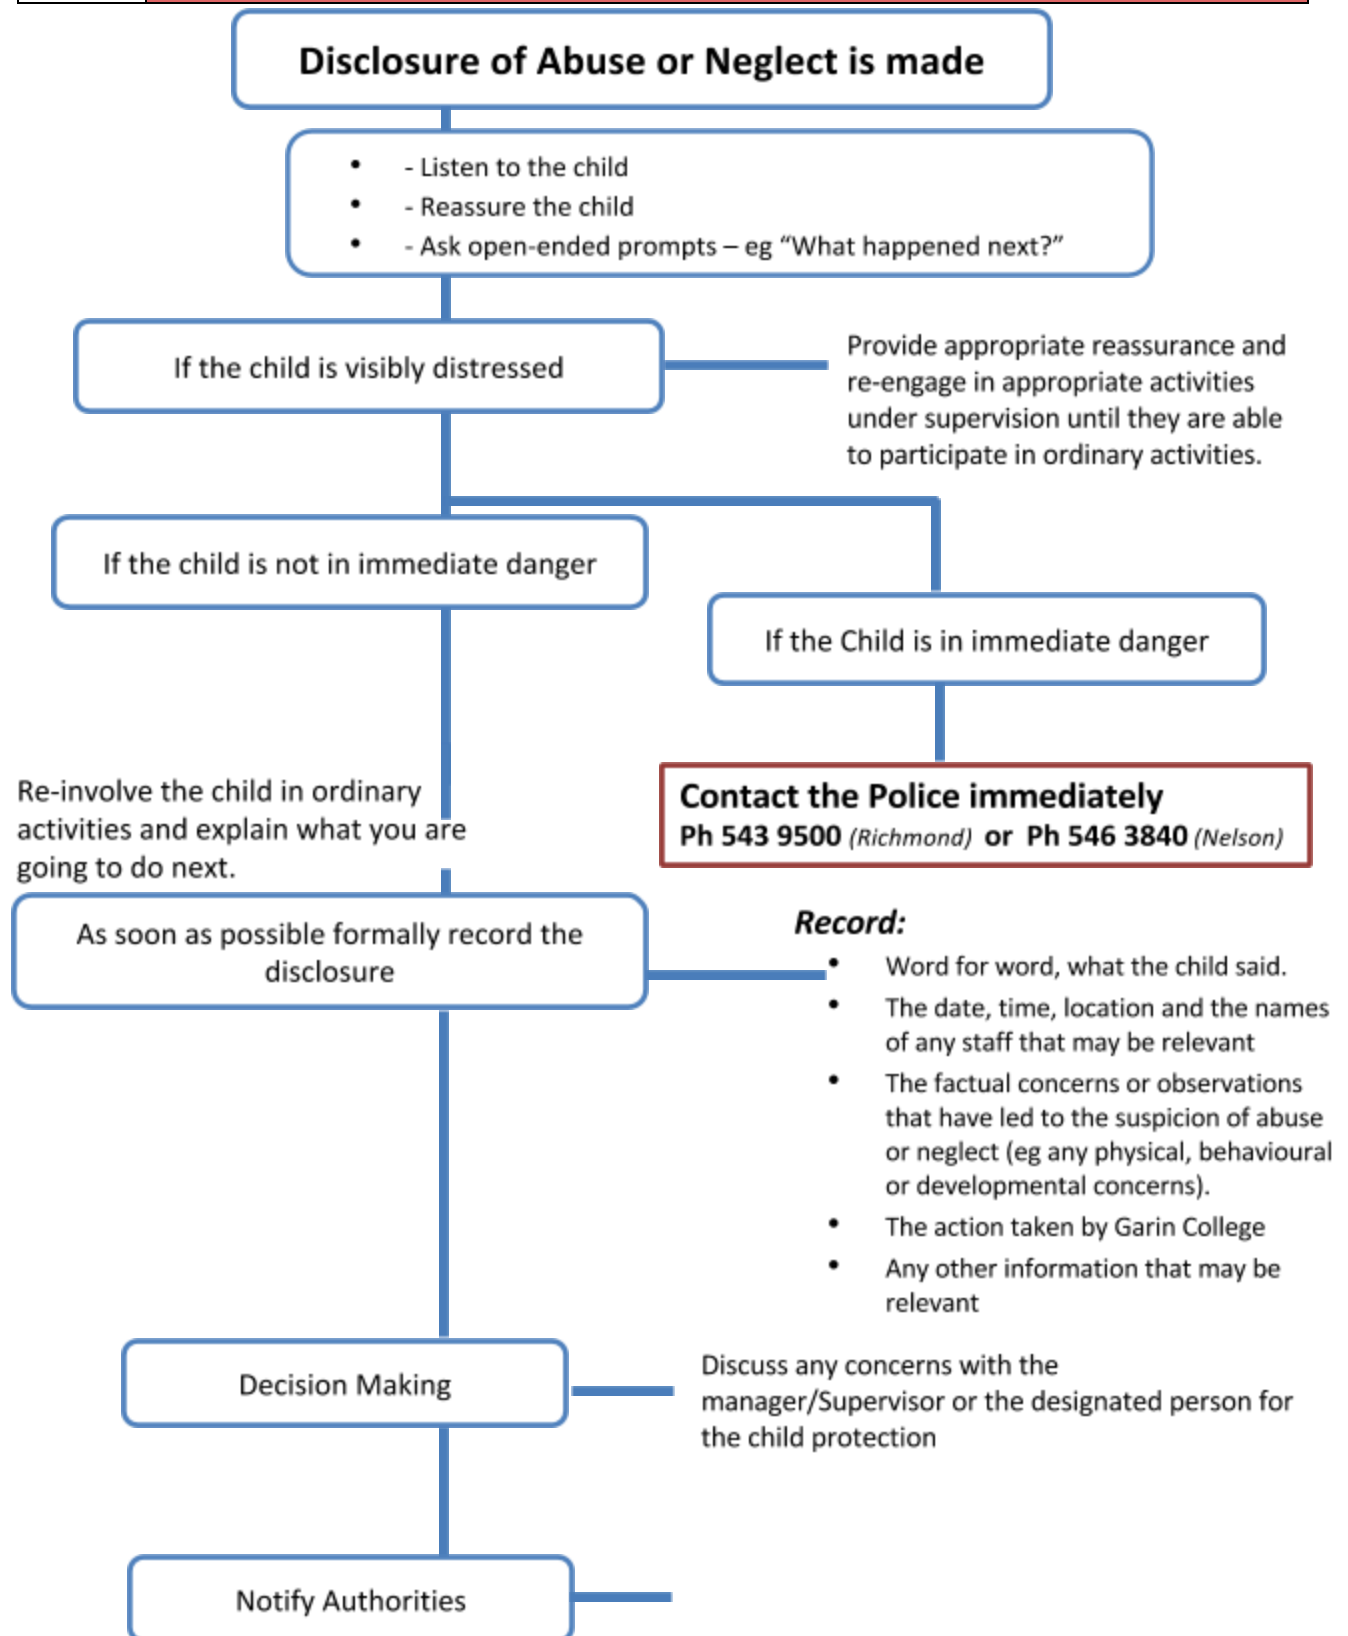 Disclosure of Abuse or Neglect is made
• - Listen to the child
• - Reassure the child
• - Ask open-ended prompts – eg “What happened next?”
If the child is visibly distressed
Provide appropriate reassurance and
re-engage in appropriate activities
under supervision until they are able
to participate in ordinary activities.
If the child is not in immediate danger
If the Child is in immediate danger
Contact the Police immediately
Ph 543 9500 (Richmond) or Ph 546 3840 (Nelson)
Re-involve the child in ordinary
activities and explain what you are
going to do next.
As soon as possible formally record the
disclosure
Record:
• Word for word, what the child said.
• The date, time, location and the names
of any staff that may be relevant
• The factual concerns or observations
that have led to the suspicion of abuse
or neglect (eg any physical, behavioural
or developmental concerns).
• The action taken by Garin College
• Any other information that may be
relevant
Decision Making
Discuss any concerns with the
manager/Supervisor or the designated person for
the child protection
Notify Authorities